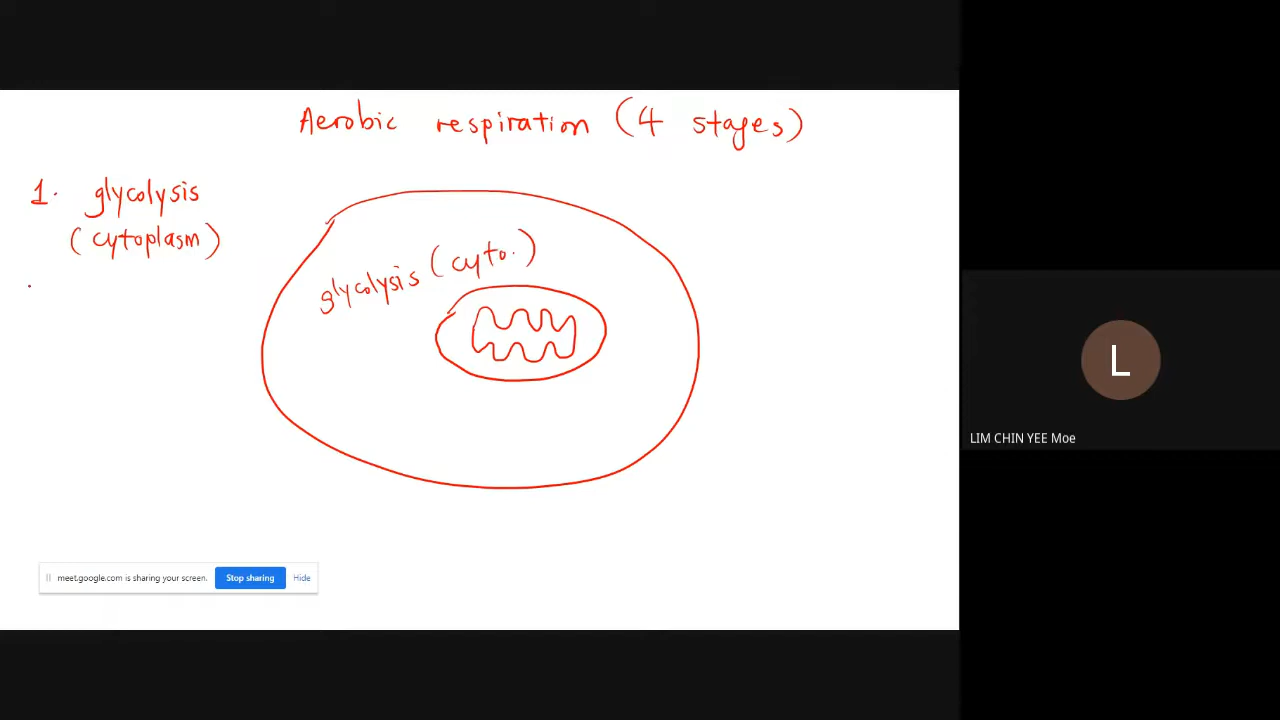 Aerobic respiration (4 stages)
1. glycolysis
(cytoplasm)
glycolysis (cyto.)
meet.google.com is sharing your screen. Stop sharing Hide
L
LIM CHIN YEE Moe